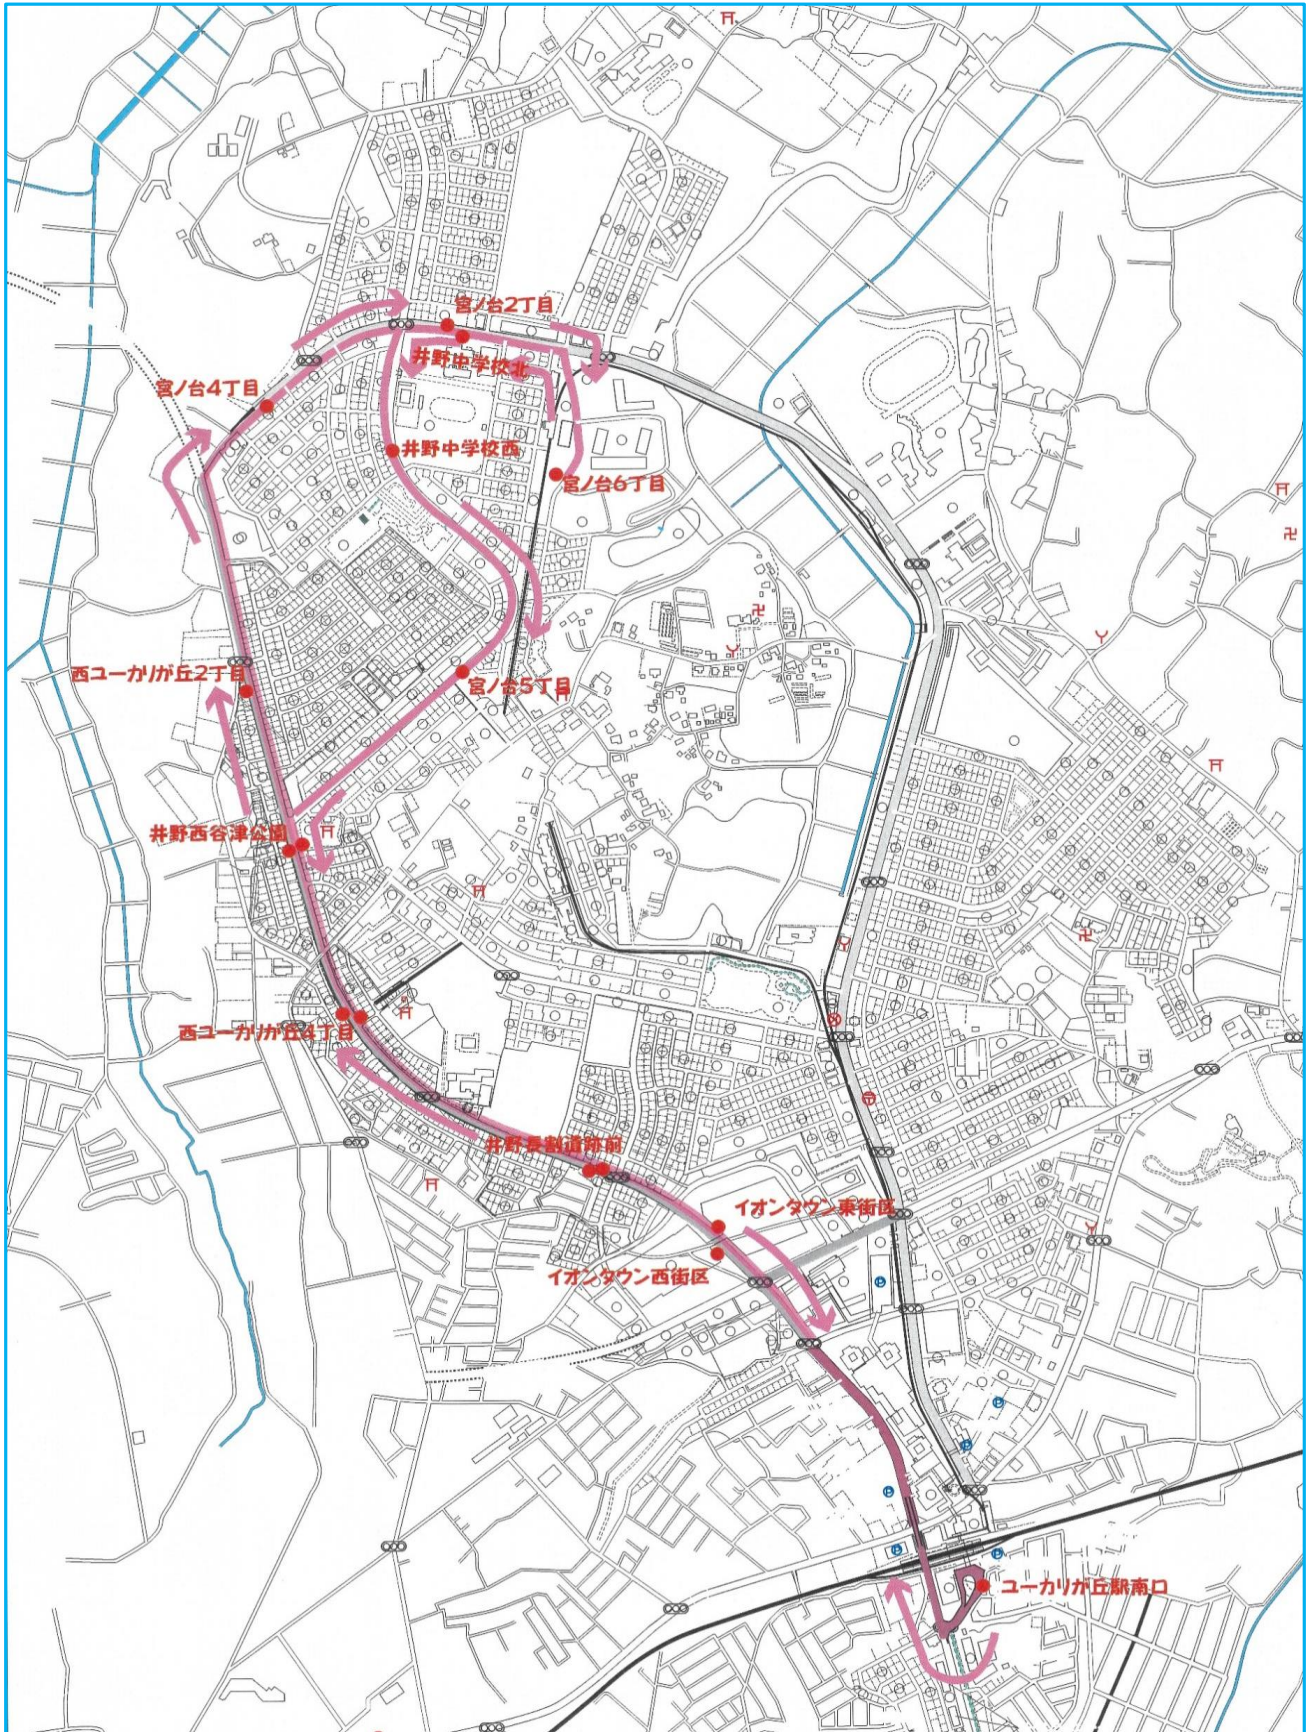 宮ノ台2丁目
井野中学校北
宮ノ台4丁目
井野中学校西
宮ノ台6丁目
西ユーカリが丘2丁目
宮ノ台5丁目
井野西谷津公園
西ユーカリが丘4丁目
井野長割遺跡前
イオンタウン東街区
イオンタウン西街区
ユーカリが丘駅南口